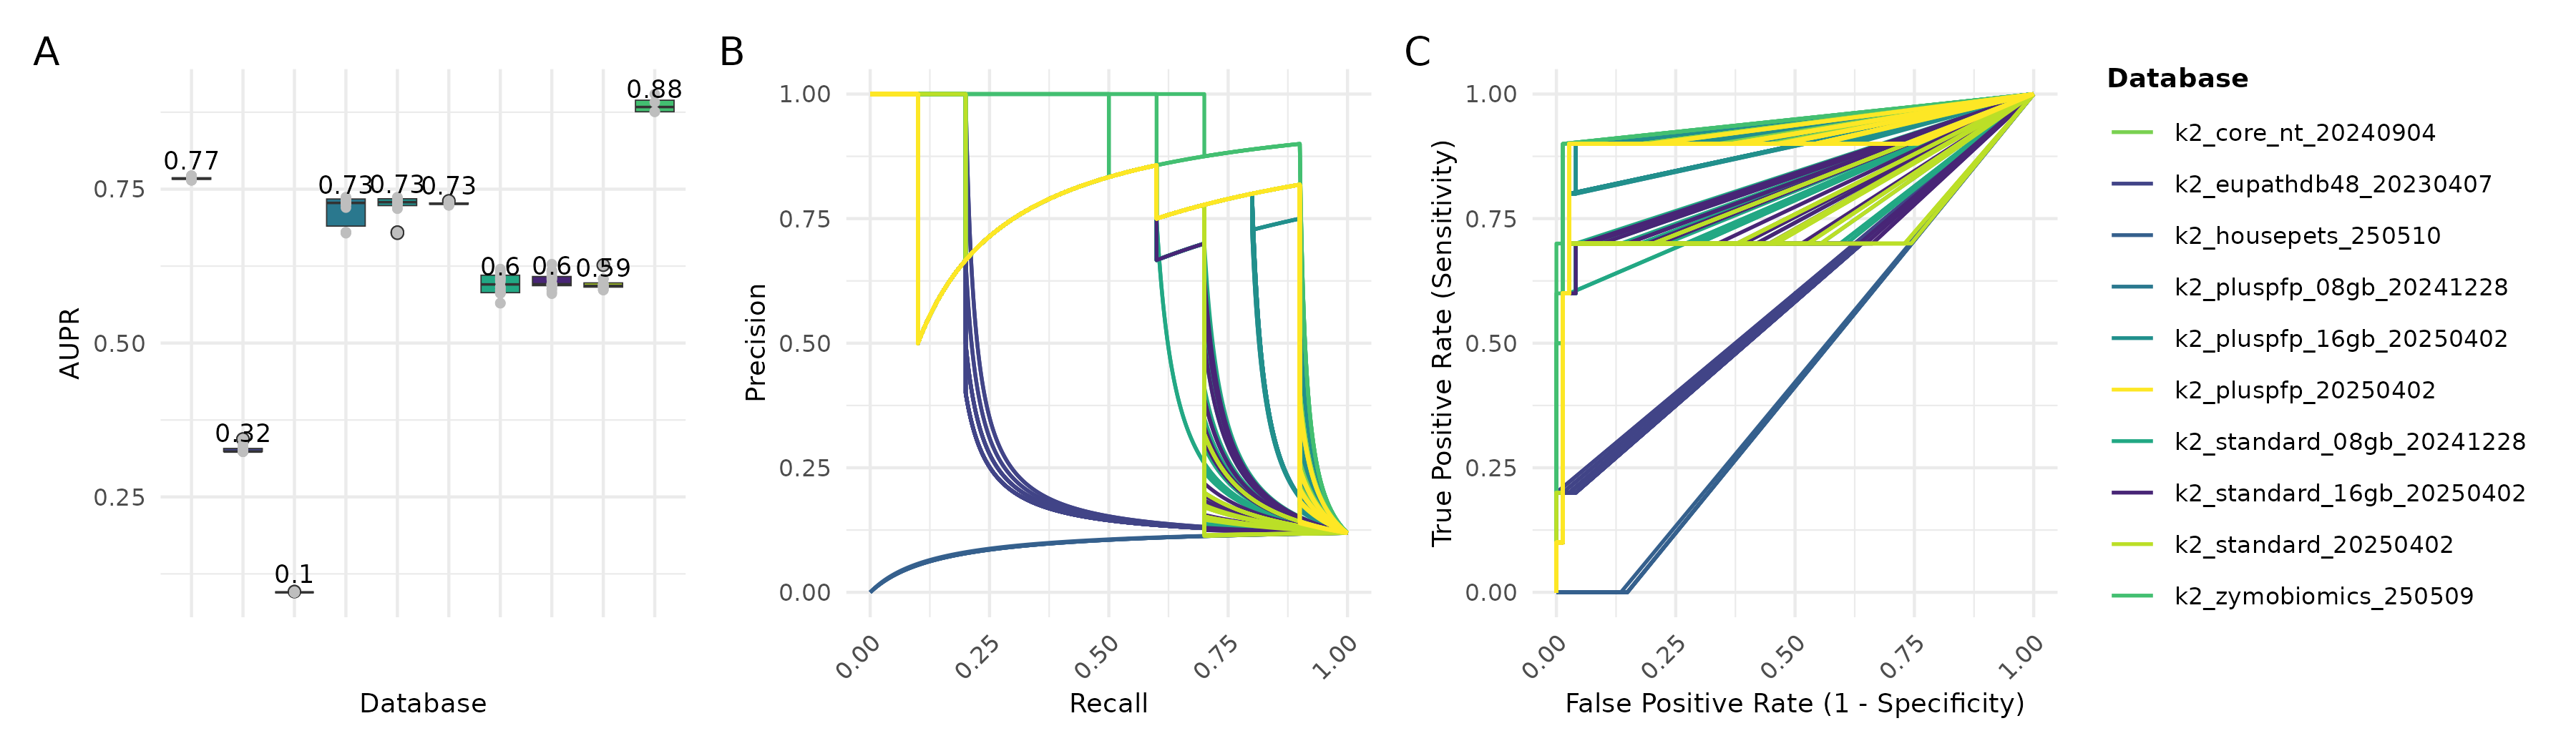 A
0.77
0.32
0.1
0.73
0.73
0.73
0.6
0.6
0.59
0.88
AUPR
0.75
0.50
0.25
Database
B
Precision
1.00
0.75
0.50
0.25
0.00
0.00
0.25
0.50
0.75
1.00
Recall
C
True Positive Rate (Sensitivity)
1.00
0.75
0.50
0.25
0.00
0.00
0.25
0.50
0.75
1.00
False Positive Rate (1 - Specificity)
Database
k2_core_nt_20240904
k2_eupathdb48_20230407
k2_housepets_250510
k2_pluspfp_08gb_20241228
k2_pluspfp_16gb_20250402
k2_pluspfp_20250402
k2_standard_08gb_20241228
k2_standard_16gb_20250402
k2_standard_20250402
k2_zymobiomics_250509